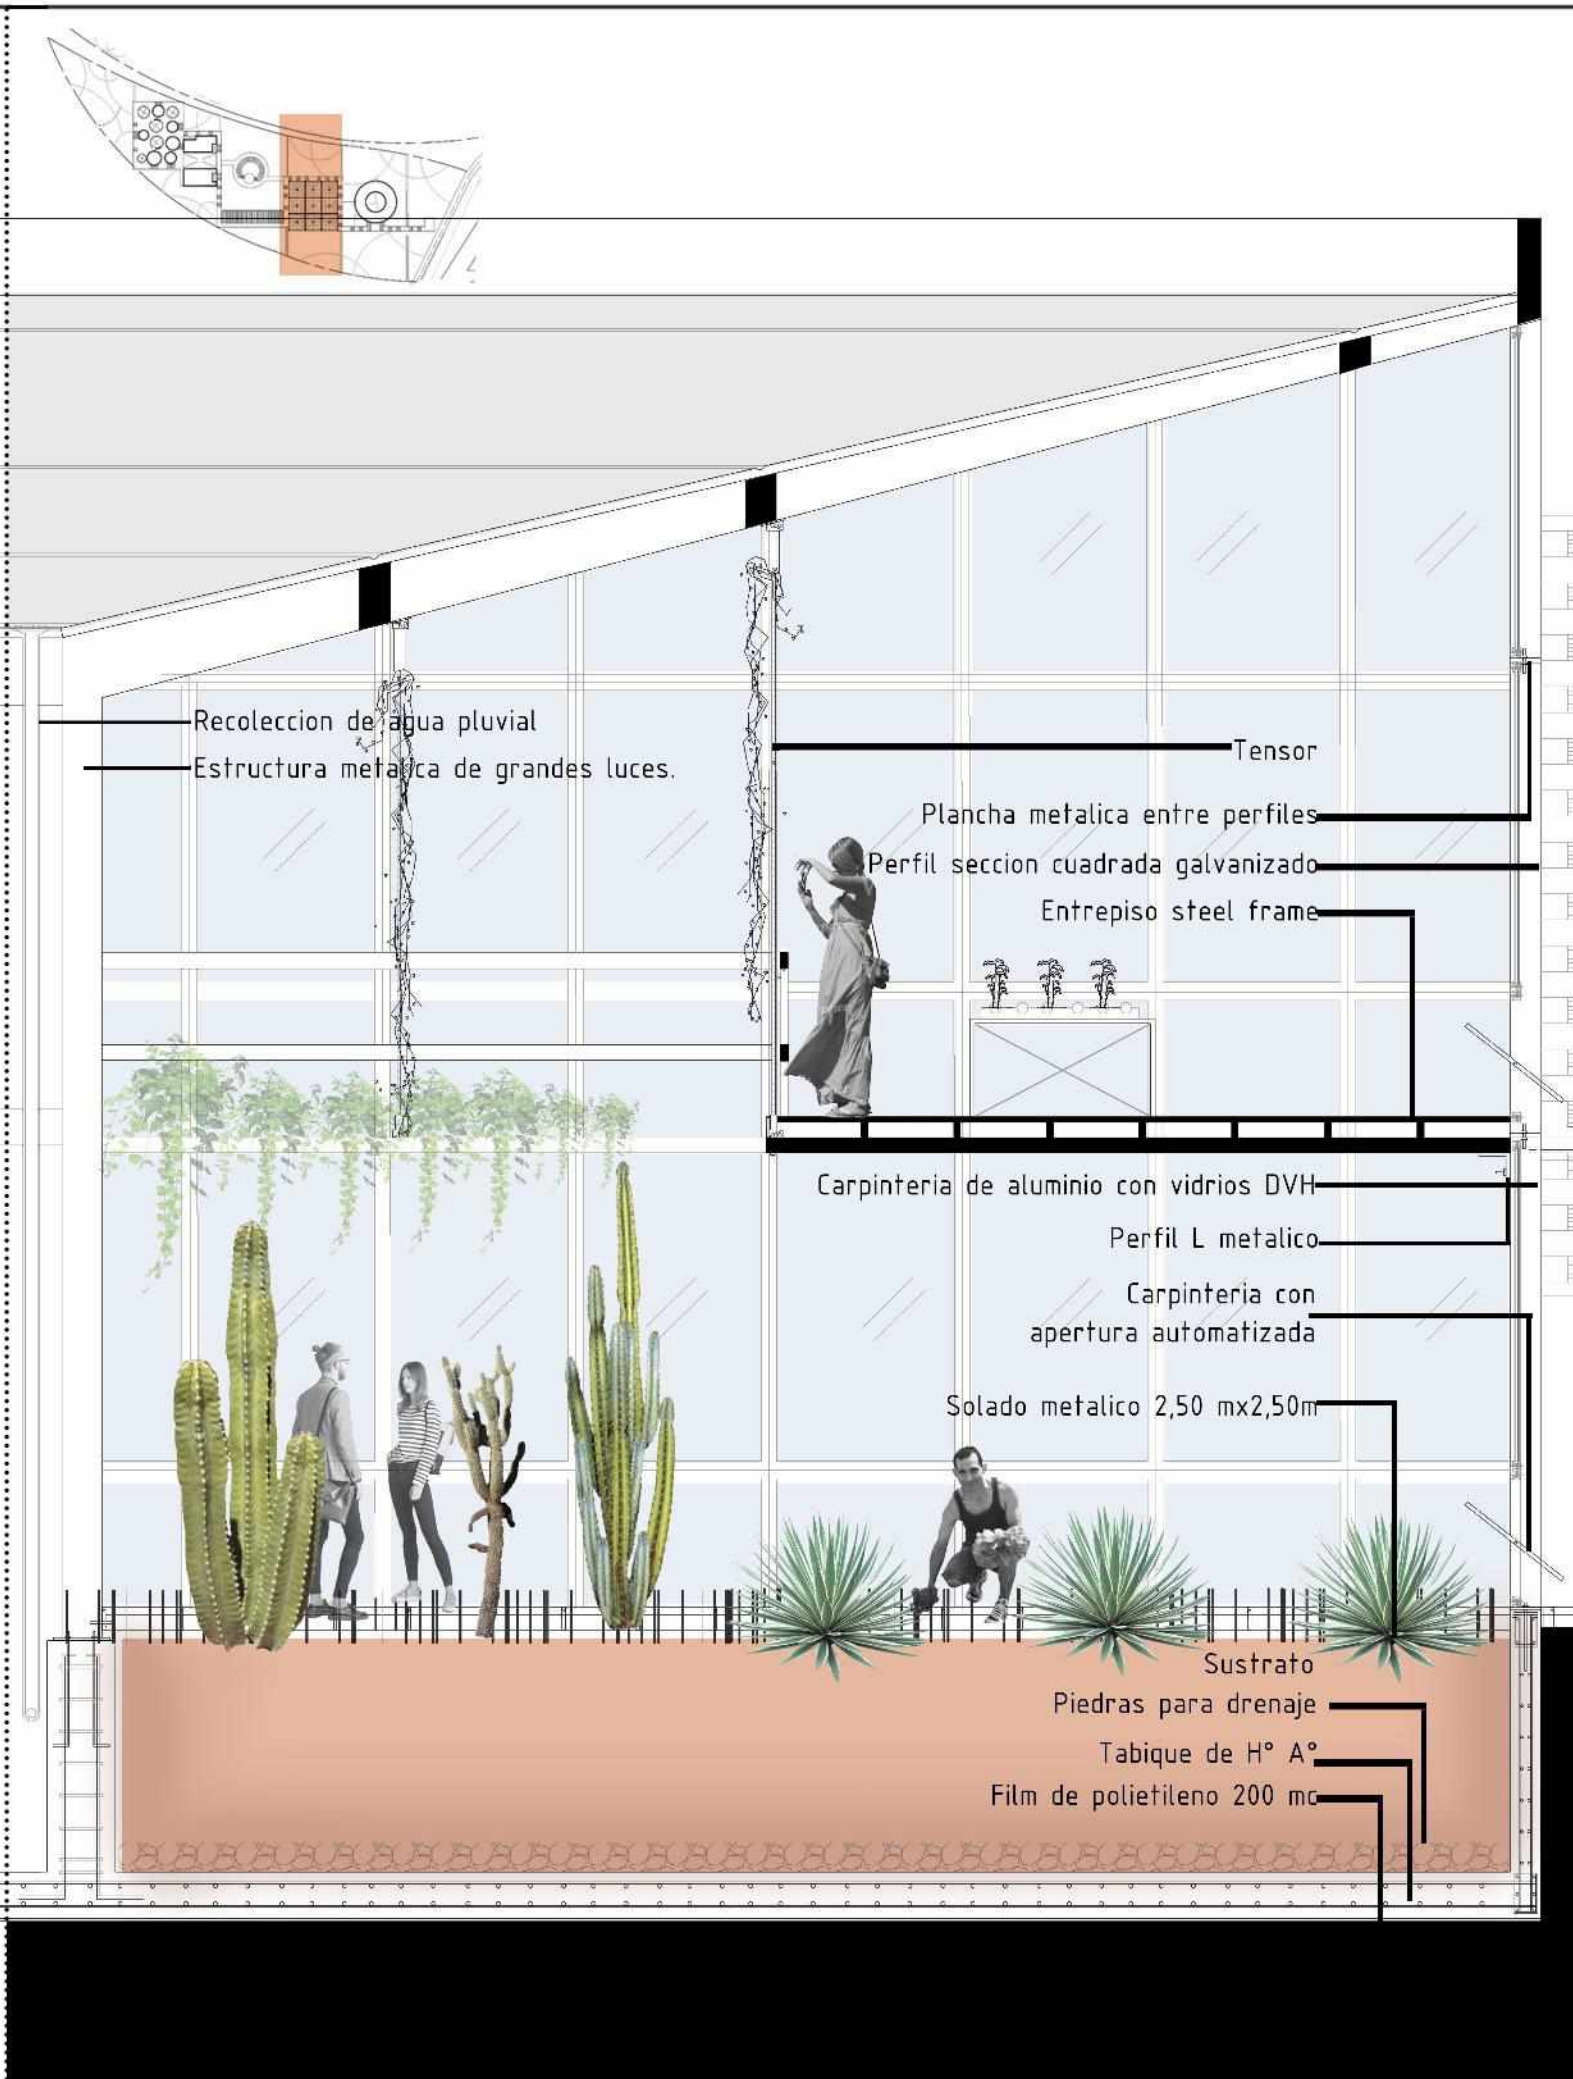 Recoleccion de agua pluvial
Estructura metalica de grandes luces.
Tensor
Plancha metalica entre perfiles
Perfil seccion cuadrada galvanizado
Entrepiso steel frame
Carpinteria de aluminio con vidrios DVH
Perfil L metalico
Carpinteria con
apertura automatizada
Solado metalico 2,50 mx2,50m
Sustrato
Piedras para drenaje
Tabique de H° A°
Film de polietileno 200 mc